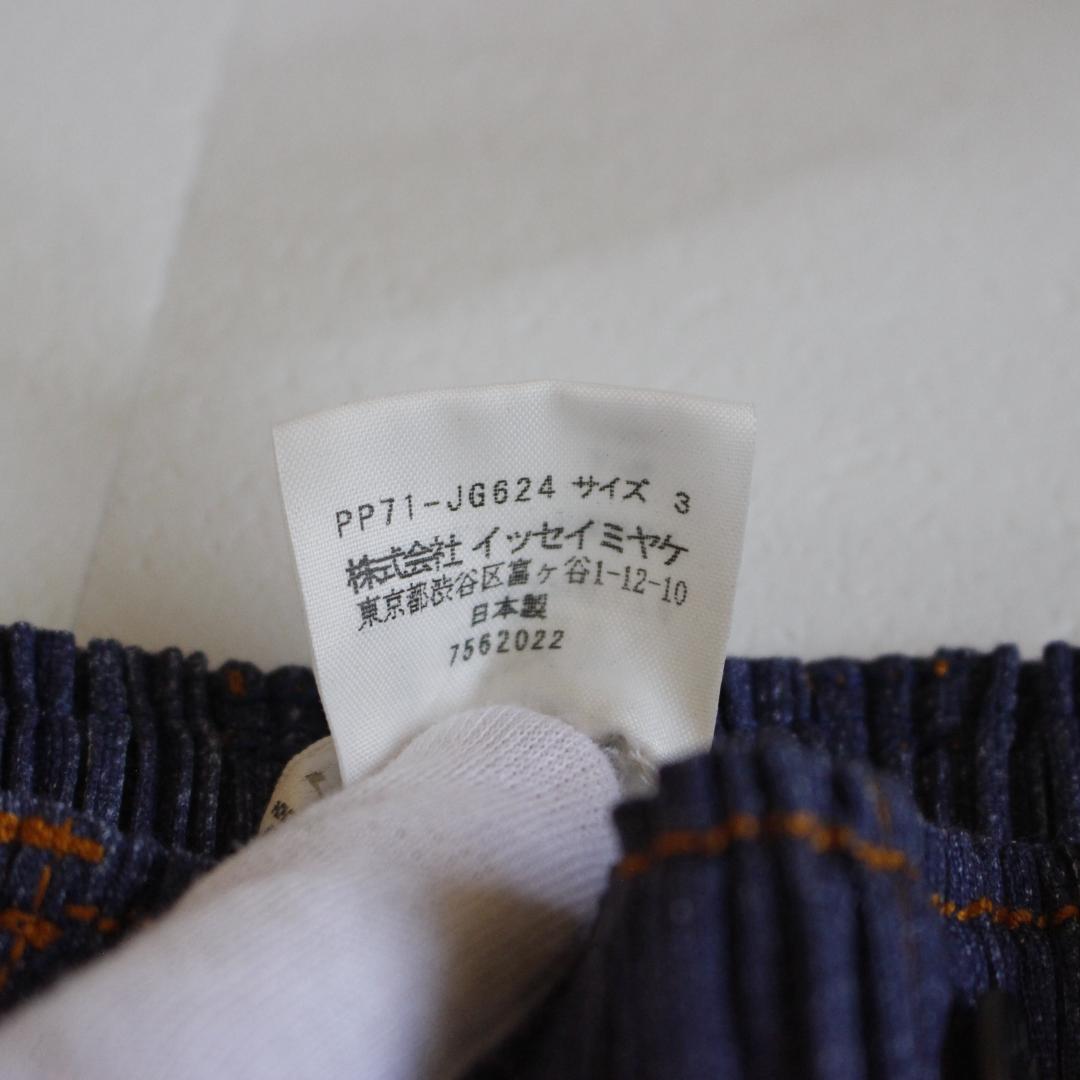 PP71-JG624 サイズ 3
株式会社 イッセイミヤケ
東京都渋谷区富ヶ谷1-12-10
日本製
7562022